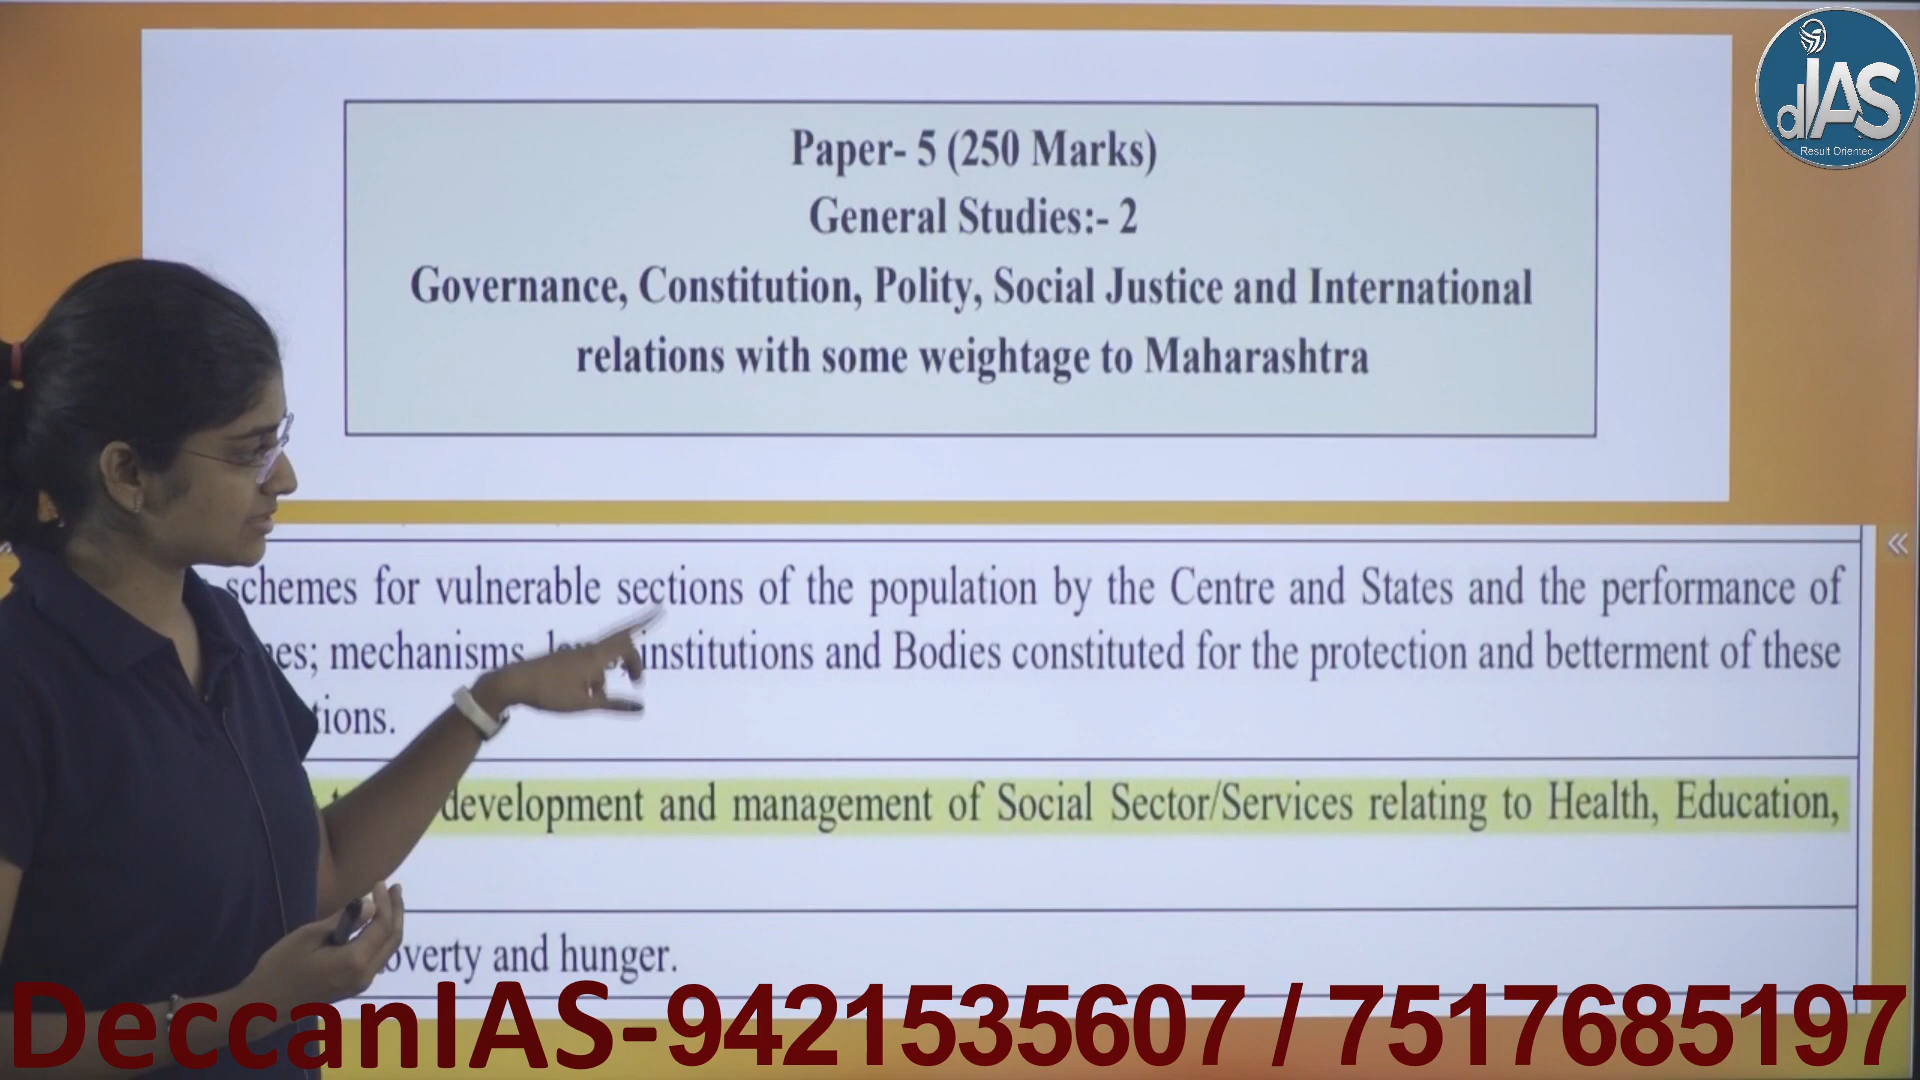 dIAS
Result Oriented
Paper- 5 (250 Marks)
General Studies:- 2
Governance, Constitution, Polity, Social Justice and International
relations with some weightage to Maharashtra
«
schemes for vulnerable sections of the population by the Centre and States and the performance of
mechanisms, institutions and Bodies constituted for the protection and betterment of these
development and management of Social Sector/Services relating to Health, Education,
and hunger.
DeccanIAS-9421535607 / 7517685197